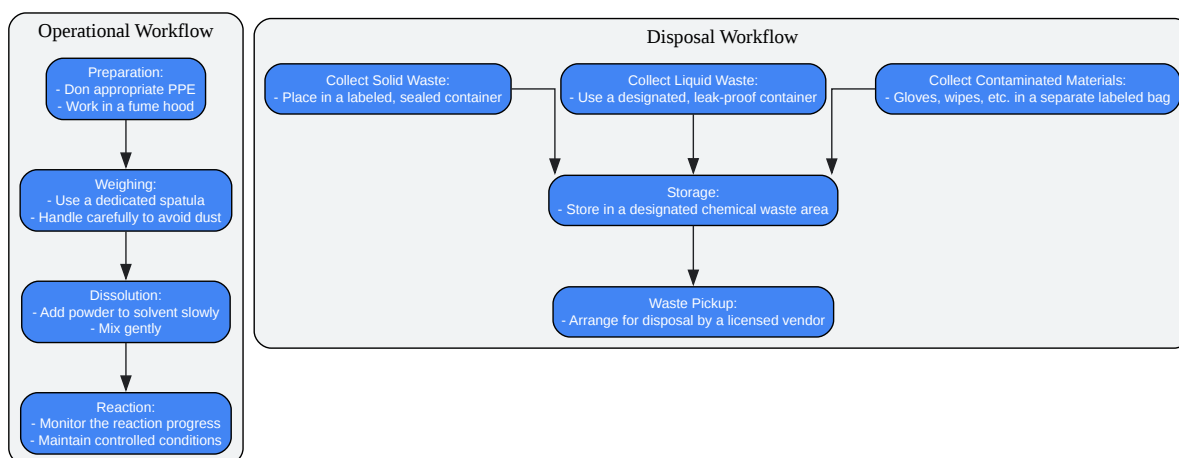 Operational Workflow
Preparation:
- Don appropriate PPE
- Work in a fume hood
Weighing:
- Use a dedicated spatula
- Handle carefully to avoid dust
Dissolution:
- Add powder to solvent slowly
- Mix gently
Reaction:
- Monitor the reaction progress
- Maintain controlled conditions
Disposal Workflow
Collect Solid Waste:
- Place in a labeled, sealed container
Collect Liquid Waste:
- Use a designated, leak-proof container
Collect Contaminated Materials:
- Gloves, wipes, etc. in a separate labeled bag
Storage:
- Store in a designated chemical waste area
Waste Pickup:
- Arrange for disposal by a licensed vendor